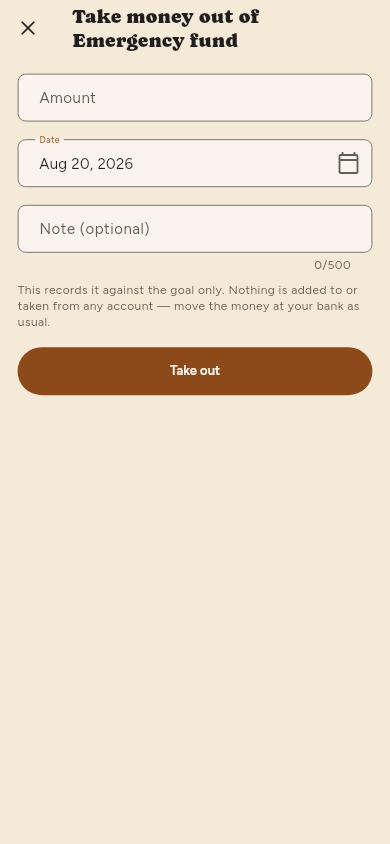 Take money out of
Emergency fund
Amount
Date
Aug 20, 2026
Note (optional)
0/500
This records it against the goal only. Nothing is added to or
taken from any account — move the money at your bank as
usual.
Take out